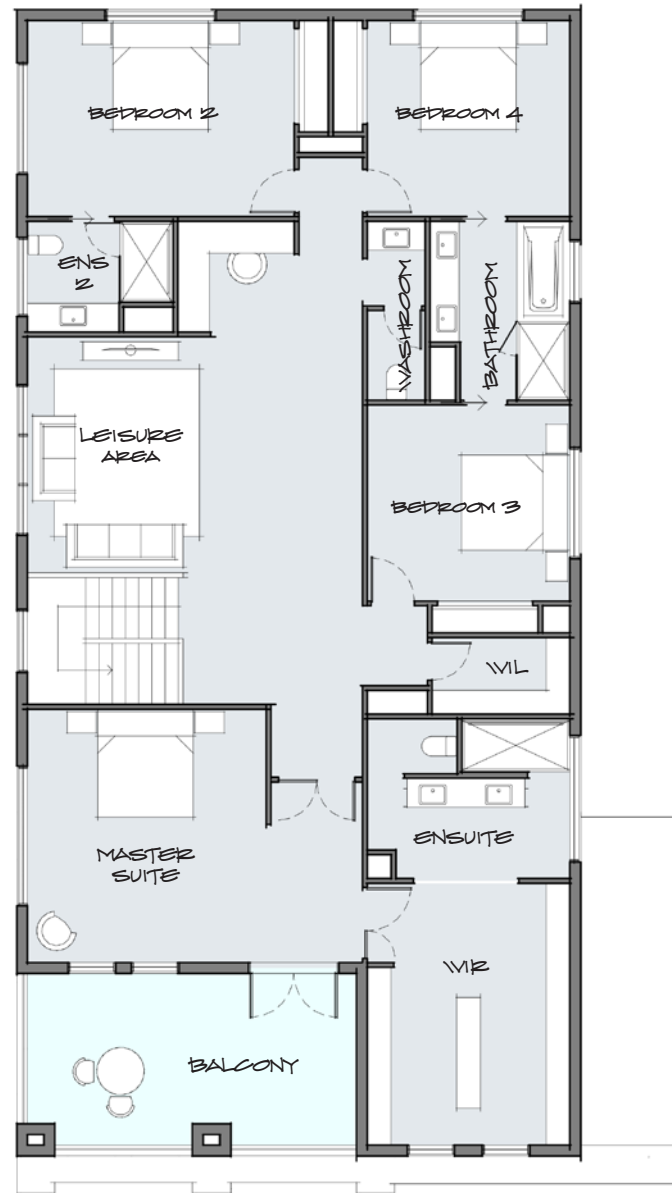 BEDROOM 2
BEDROOM 4
ENS
2
WASHROOM
BATHROOM
LEISURE
AREA
BEDROOM 3
WIL
MASTER
SUITE
ENSUITE
WIR
BALCONY